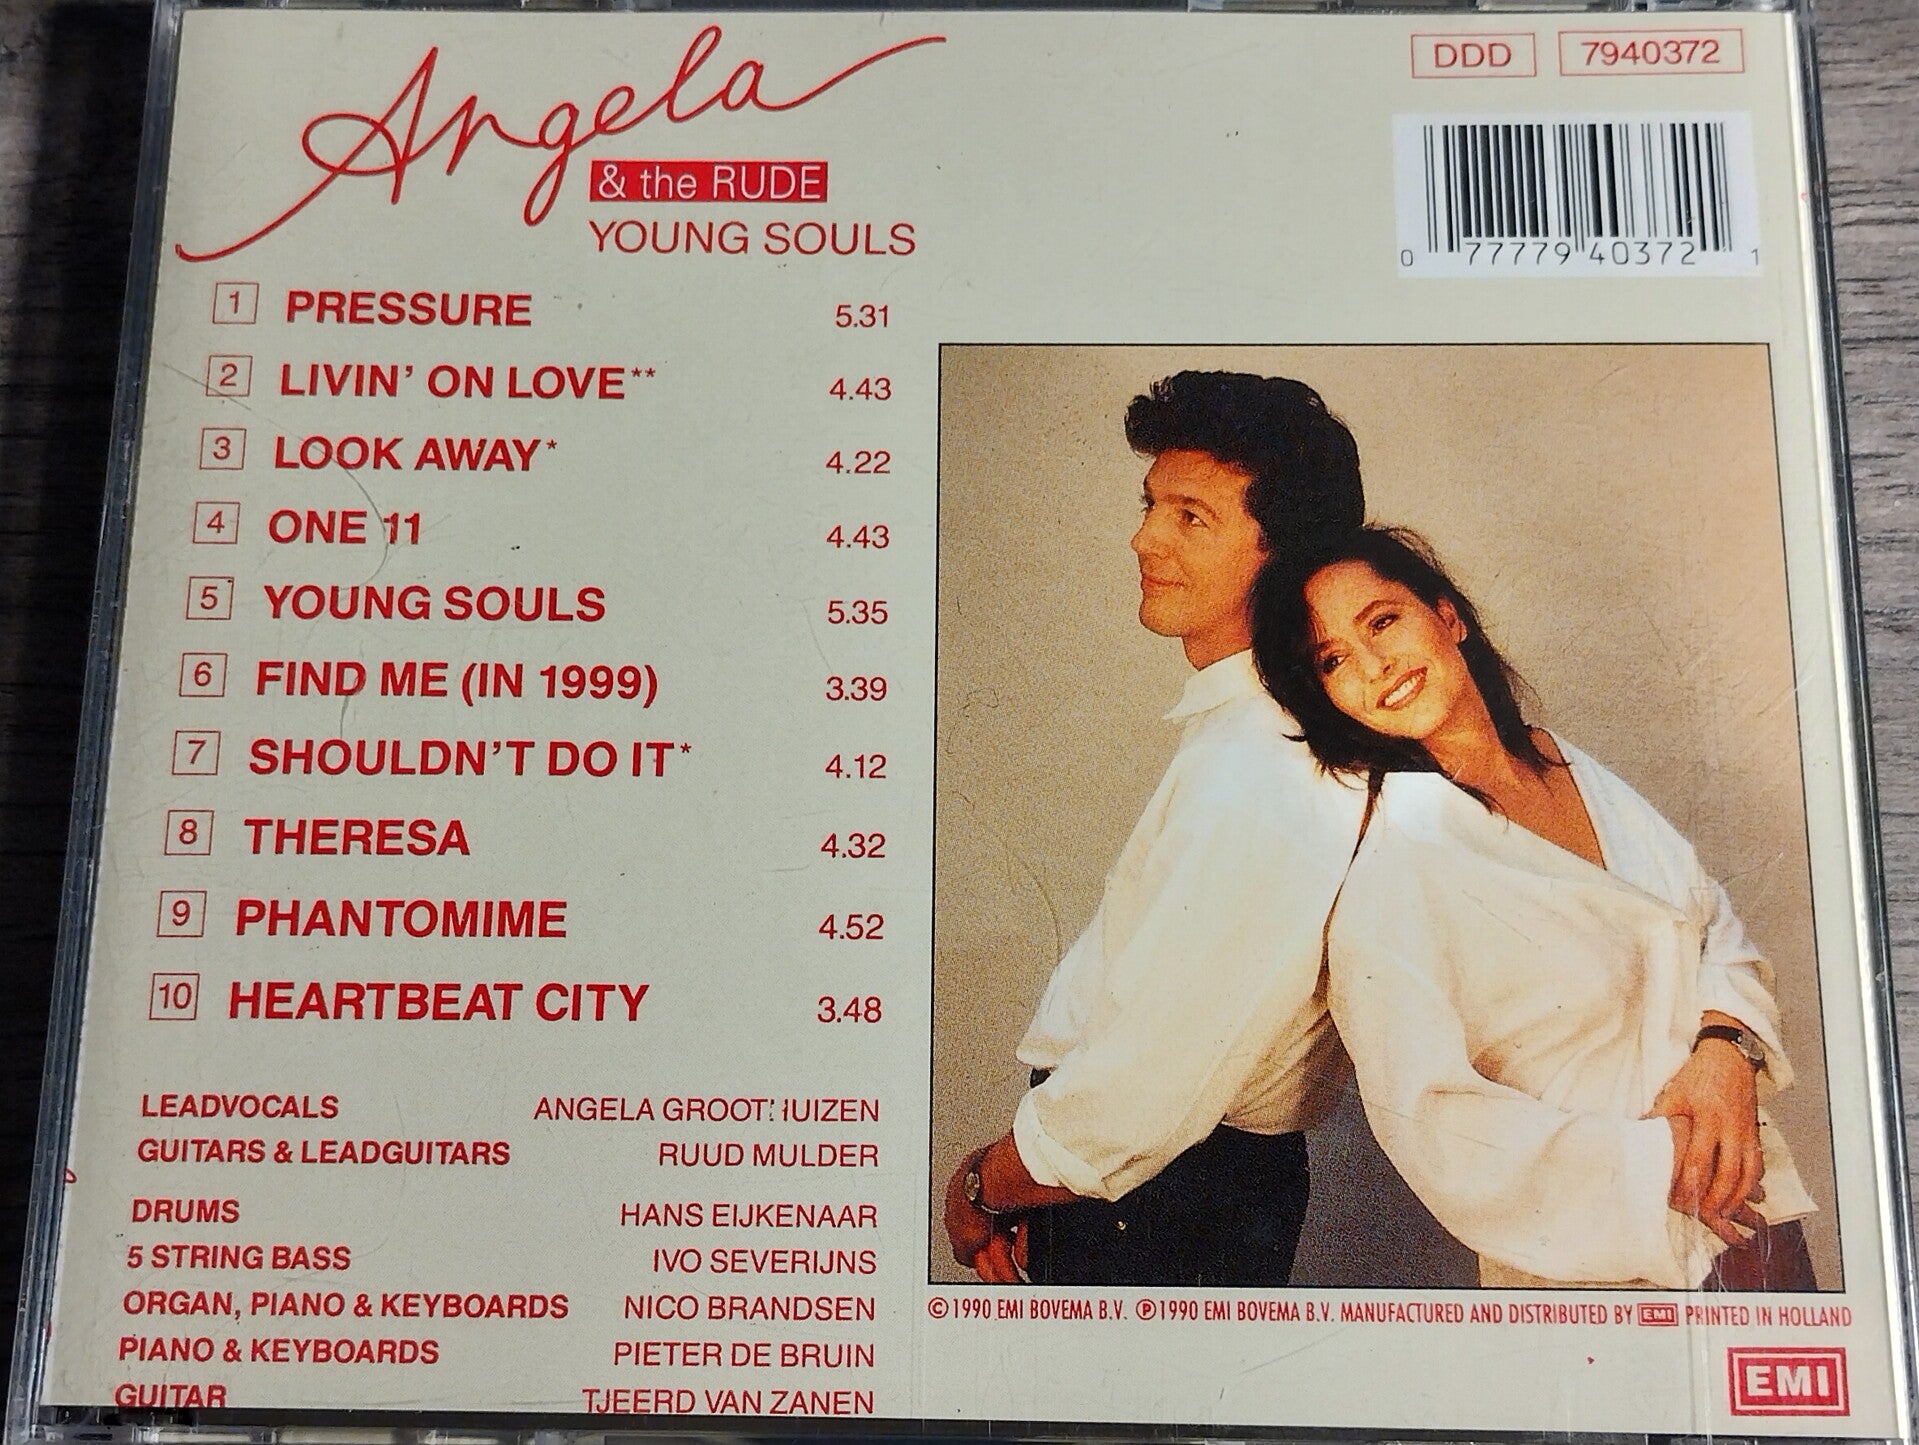 Angela
& the RUDE
YOUNG SOULS
DDD 7940372
0 77779 40372 1
1 PRESSURE 5.31
2 LIVIN' ON LOVE** 4.43
3 LOOK AWAY* 4.22
4 ONE 11 4.43
5 YOUNG SOULS 5.35
6 FIND ME (IN 1999) 3.39
7 SHOULDN'T DO IT* 4.12
8 THERESA 4.32
9 PHANTOMIME 4.52
10 HEARTBEAT CITY 3.48
LEADVOCALS ANGELA GROOTHUIZEN
GUITARS & LEADGUITARS RUUD MULDER
DRUMS HANS EIJKENAAR
5 STRING BASS IVO SEVERIJNS
ORGAN, PIANO & KEYBOARDS NICO BRANDSEN
PIANO & KEYBOARDS PIETER DE BRUIN
GUITAR TJEERD VAN ZANEN
© 1990 EMI BOVEMA B.V. ℗ 1990 EMI BOVEMA B.V. MANUFACTURED AND DISTRIBUTED BY EMI PRINTED IN HOLLAND
EMI